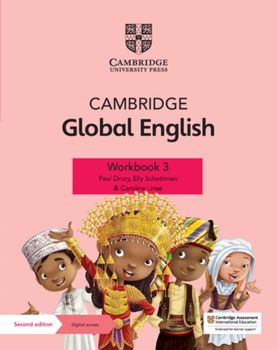 CAMBRIDGE
UNIVERSITY PRESS
CAMBRIDGE
Global English
Workbook 3
Paul Drury, Elly Schottman
& Caroline Linse
Second edition
Digital access
Cambridge Assessment
International Education
Endorsed for learner support